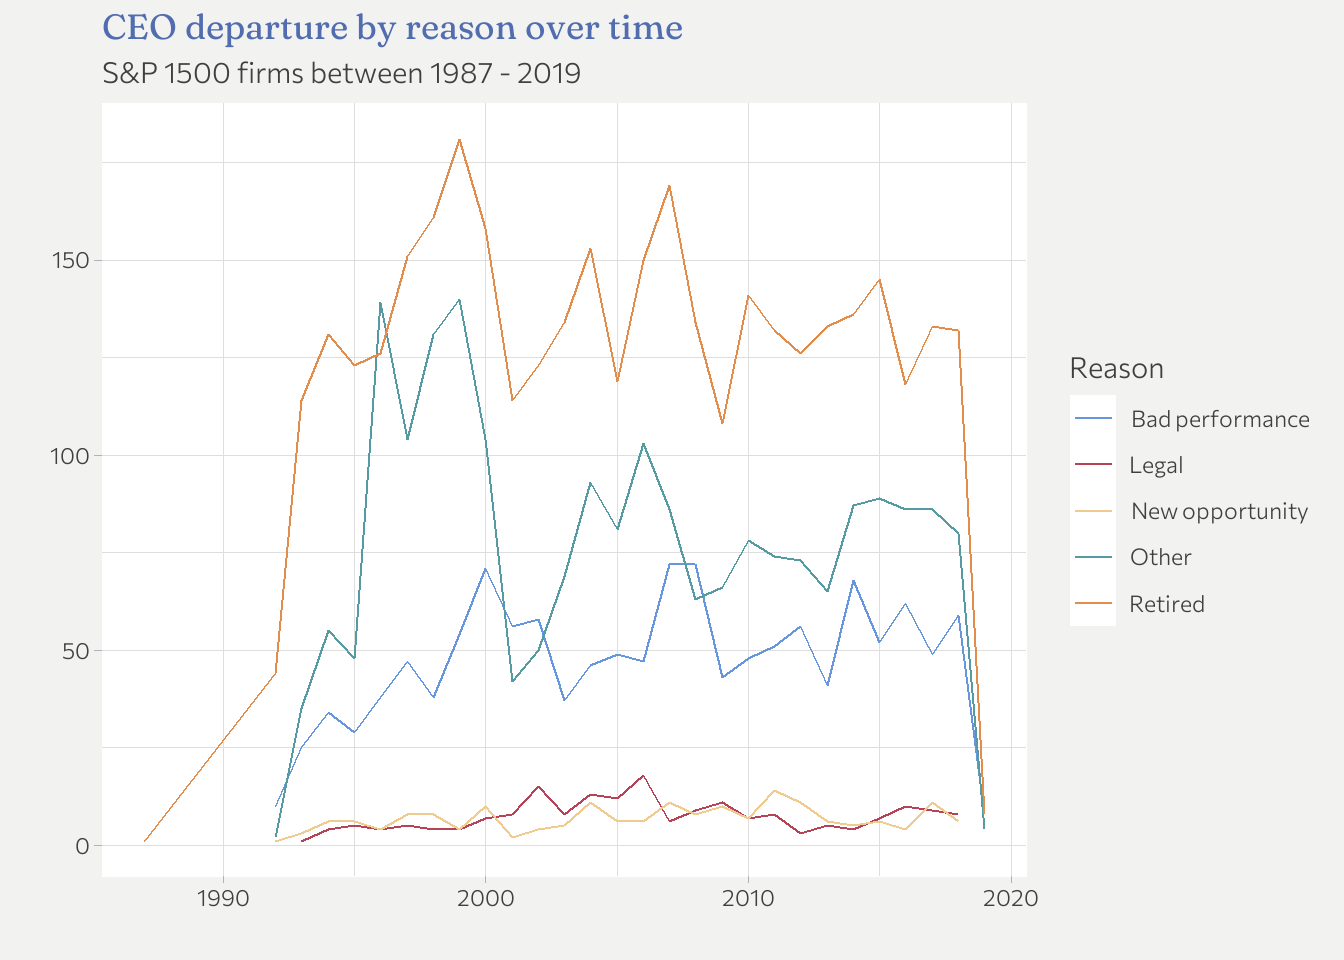 CEO departure by reason over time
S&P 1500 firms between 1987 - 2019
150
100
50
0
1990
2000
2010
2020
Reason
Bad performance
Legal
New opportunity
Other
Retired